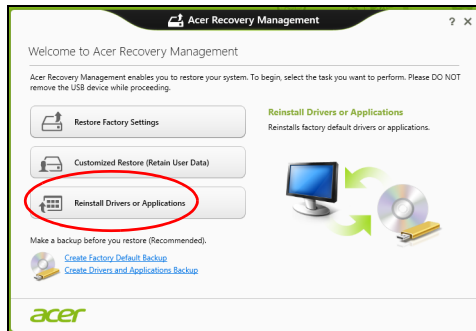 Acer Recovery Management
? ×
Welcome to Acer Recovery Management
Acer Recovery Management enables you to restore your system. To begin, select the task you want to perform. Please DO NOT
remove the USB device while proceeding.
Restore Factory Settings
Customized Restore (Retain User Data)
Reinstall Drivers or Applications
Reinstall Drivers or Applications
Reinstalls factory default drivers or applications.
Make a backup before you restore (Recommended).
Create Factory Default Backup
Create Drivers and Applications Backup
acer